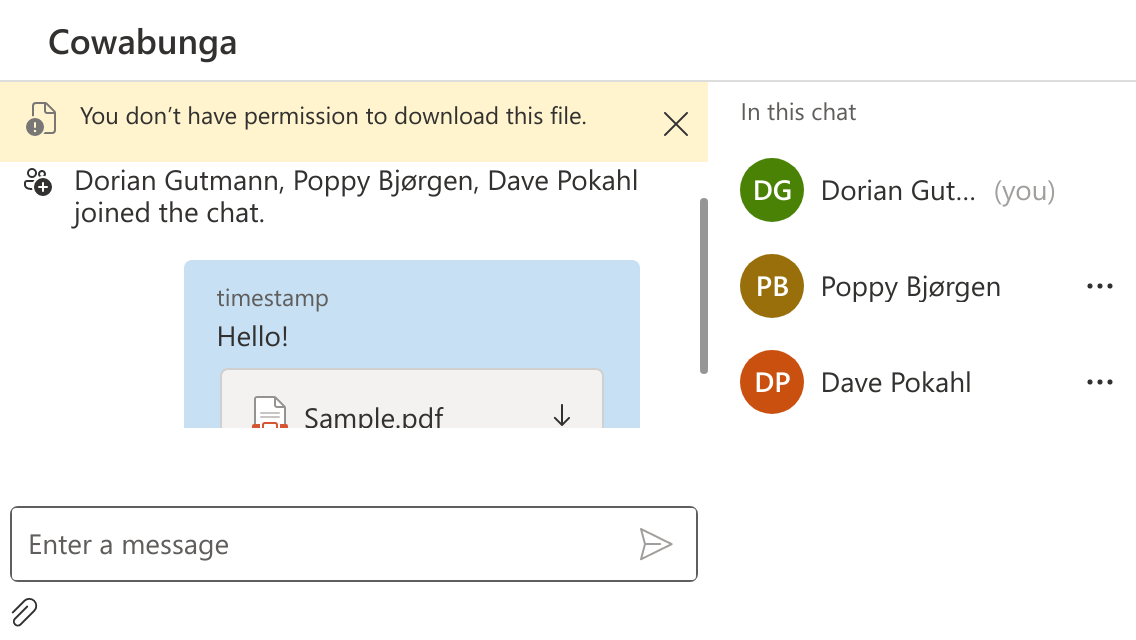 Cowabunga
You don’t have permission to download this file.
Dorian Gutmann, Poppy Bjørgen, Dave Pokahl
joined the chat.
timestamp
Hello!
Sample.pdf
Enter a message
In this chat
DG Dorian Gut... (you)
PB Poppy Bjørgen
DP Dave Pokahl